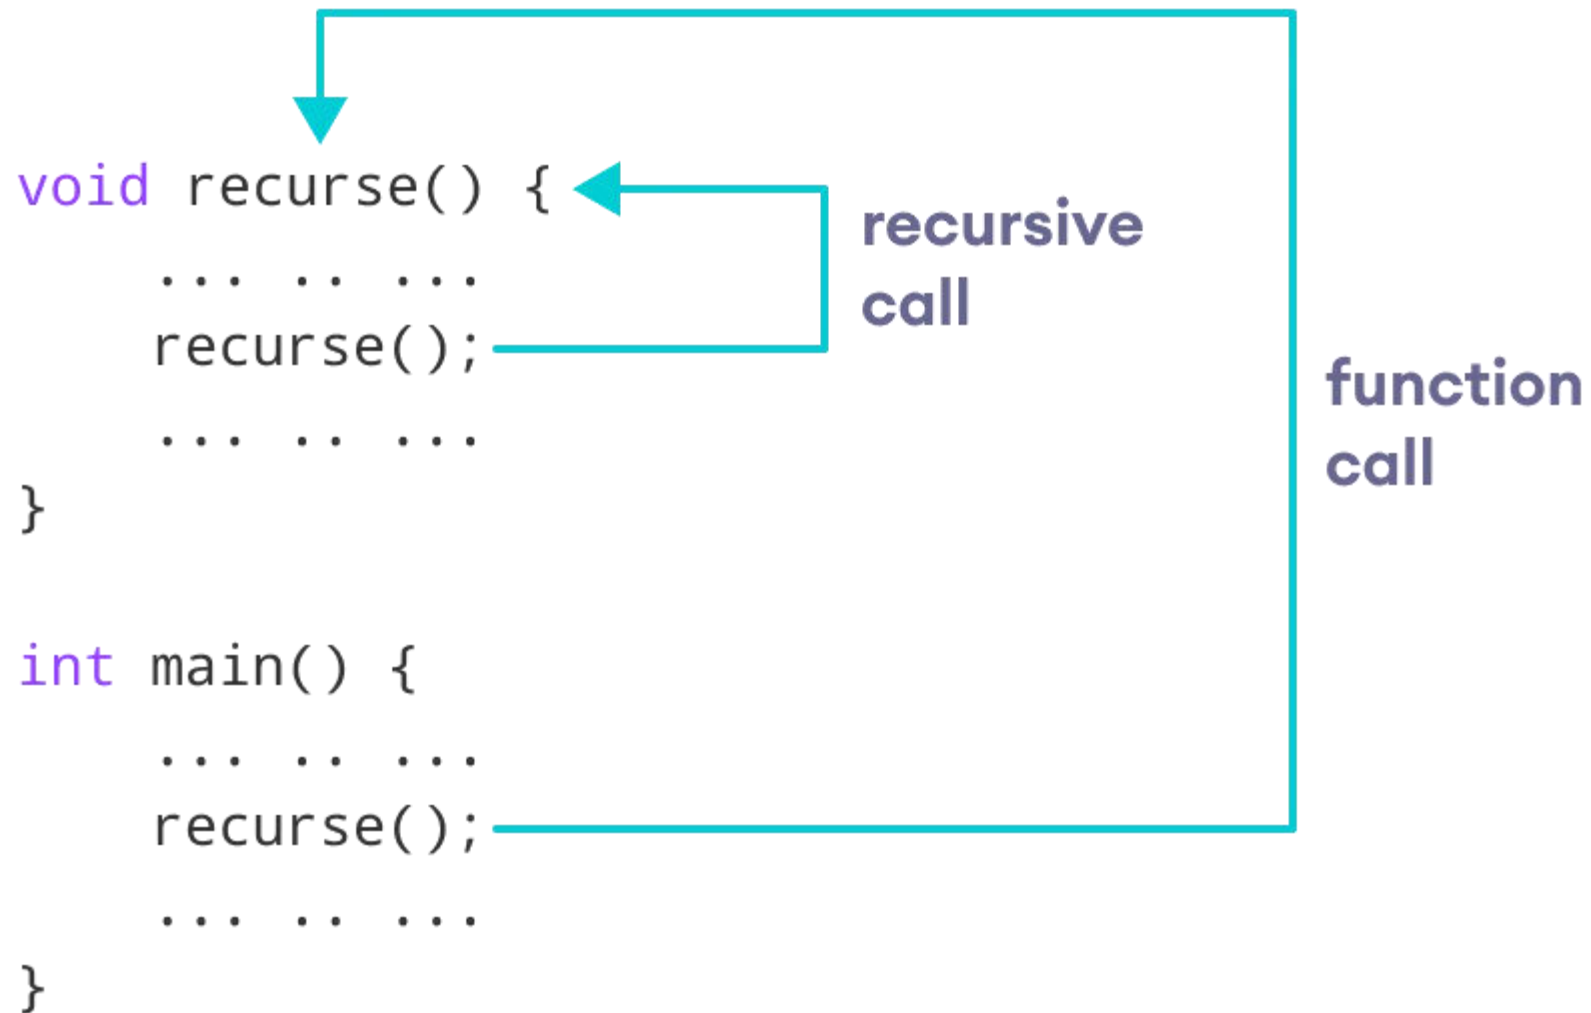 void recurse() {
... .. ...
recurse();
... .. ...
}
recursive
call
function
call
int main() {
... .. ...
recurse();
... .. ...
}